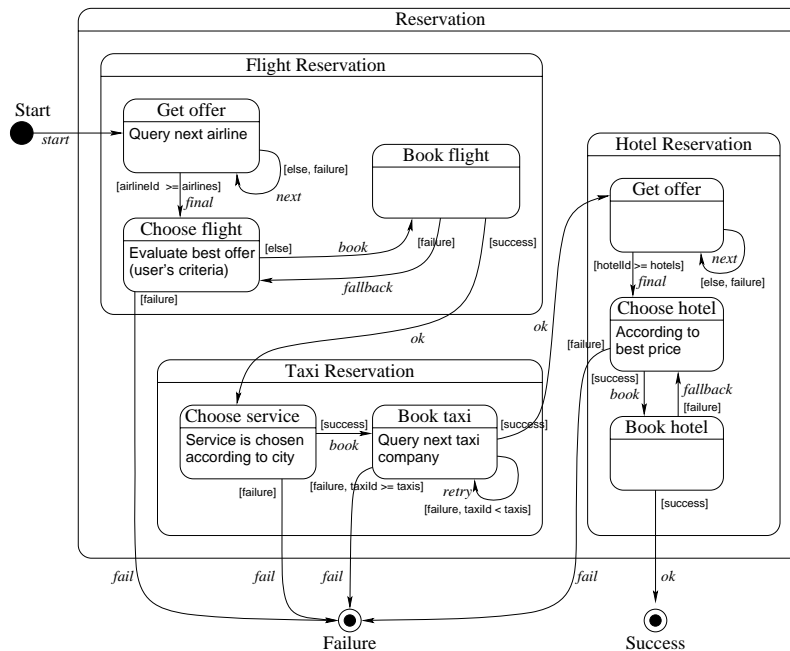 Reservation
Flight Reservation
Start
start
Get offer
Query next airline
[else, failure]
next
[airlineId >= airlines]
final
Choose flight
Evaluate best offer
(user's criteria)
[else]
book
Book flight
[failure]
[success]
fallback
[failure]
ok
Taxi Reservation
Choose service
Service is chosen
according to city
[success]
book
[failure]
Book taxi
Query next taxi
company
[success]
[failure, taxiId >= taxis]
retry
[failure, taxiId < taxis]
ok
Hotel Reservation
Get offer
next
[else, failure]
[hotelId >= hotels]
final
Choose hotel
According to
best price
[failure]
[success]
book
fallback
[failure]
Book hotel
[success]
fail
fail
fail
fail
ok
Failure
Success